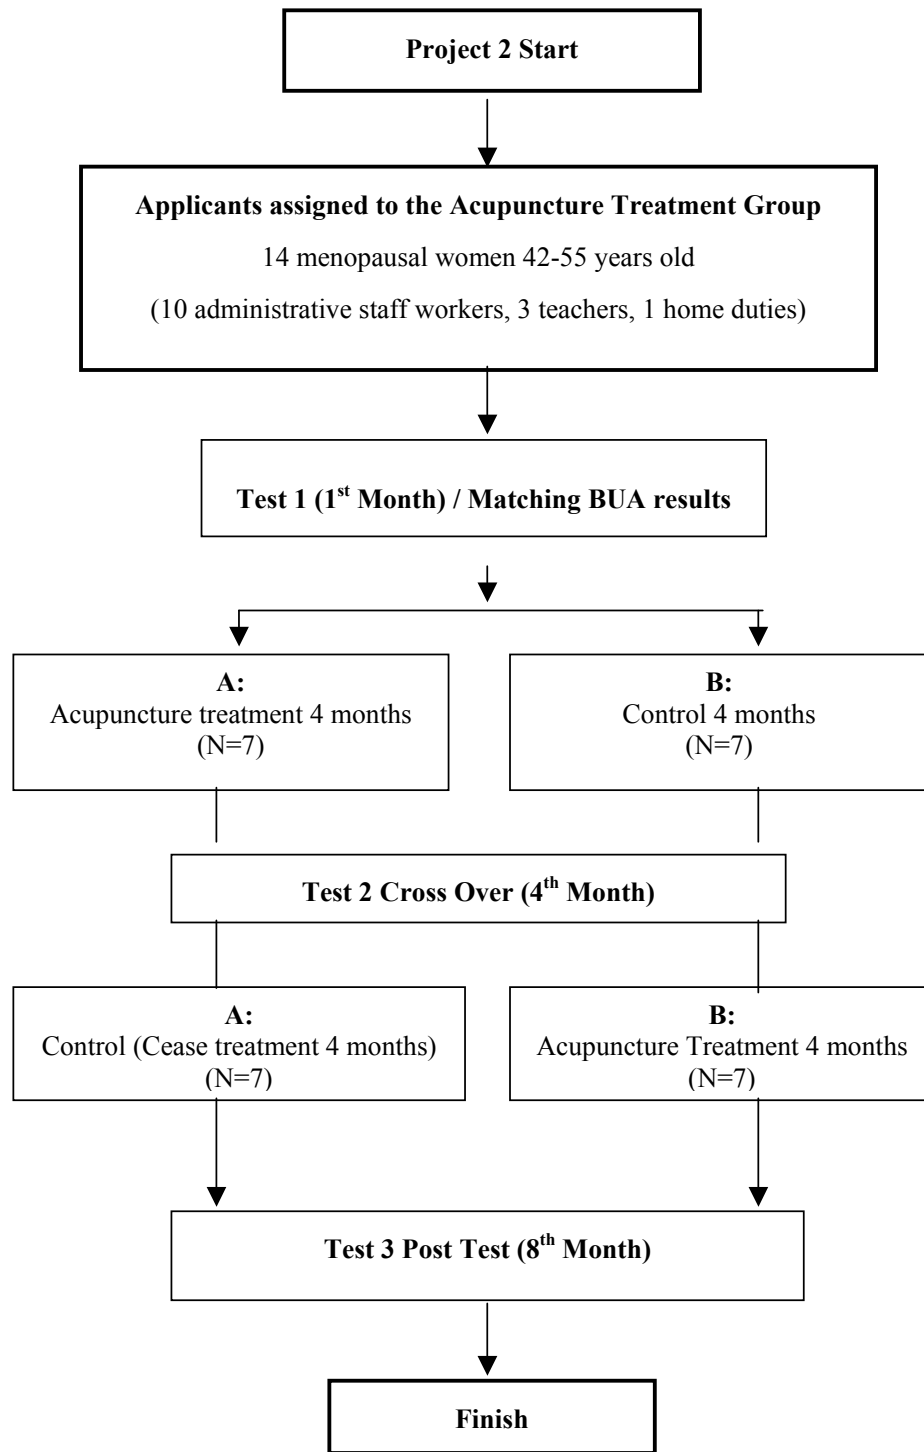 Project 2 Start
Applicants assigned to the Acupuncture Treatment Group
14 menopausal women 42-55 years old
(10 administrative staff workers, 3 teachers, 1 home duties)
Test 1 (1st Month) / Matching BUA results
A:
Acupuncture treatment 4 months
(N=7)
B:
Control 4 months
(N=7)
Test 2 Cross Over (4th Month)
A:
Control (Cease treatment 4 months)
(N=7)
B:
Acupuncture Treatment 4 months
(N=7)
Test 3 Post Test (8th Month)
Finish